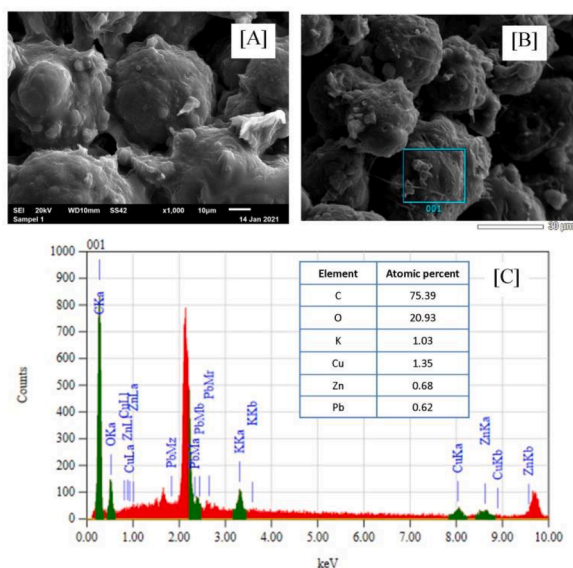 [A]
SEI 20kV WD10mm SS42 x1,000 10μm
Sampel 1 14 Jan 2021
[B]
001
30 μm
[C]
001
Element Atomic percent
C 75.39
O 20.93
K 1.03
Cu 1.35
Zn 0.68
Pb 0.62
Counts
1000
900
800
700
600
500
400
300
200
100
0
CKa
OKa
CuLl
ZnLl
CuLa
ZnLa
PbMz
PbMa
PbMb
PbMr
KKa
KKb
CuKa
ZnKa
CuKb
ZnKb
0.00 1.00 2.00 3.00 4.00 5.00 6.00 7.00 8.00 9.00 10.00
keV